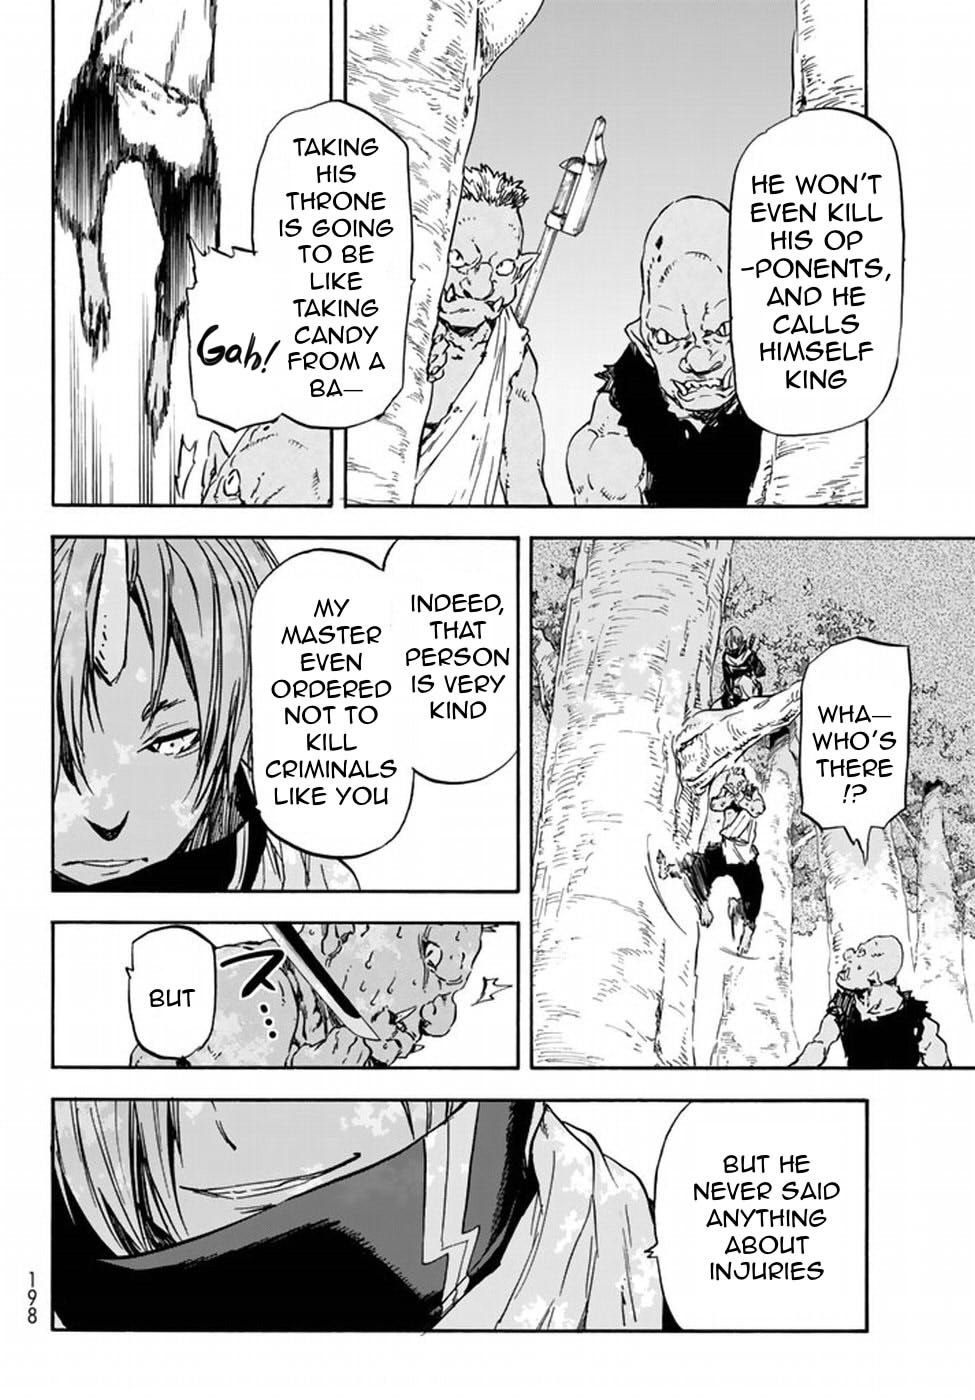 HE WON'T
EVEN KILL
HIS OP
-PONENTS,
AND HE
CALLS
HIMSELF
KING
TAKING
HIS
THRONE
IS GOING
TO BE
LIKE
TAKING
CANDY
FROM A
BA—
Gah!
WHA—
WHO'S
THERE
!?
INDEED,
THAT
PERSON
IS VERY
KIND
MY
MASTER
EVEN
ORDERED
NOT TO
KILL
CRIMINALS
LIKE YOU
BUT
ス…
BUT HE
NEVER SAID
ANYTHING
ABOUT
INJURIES
198